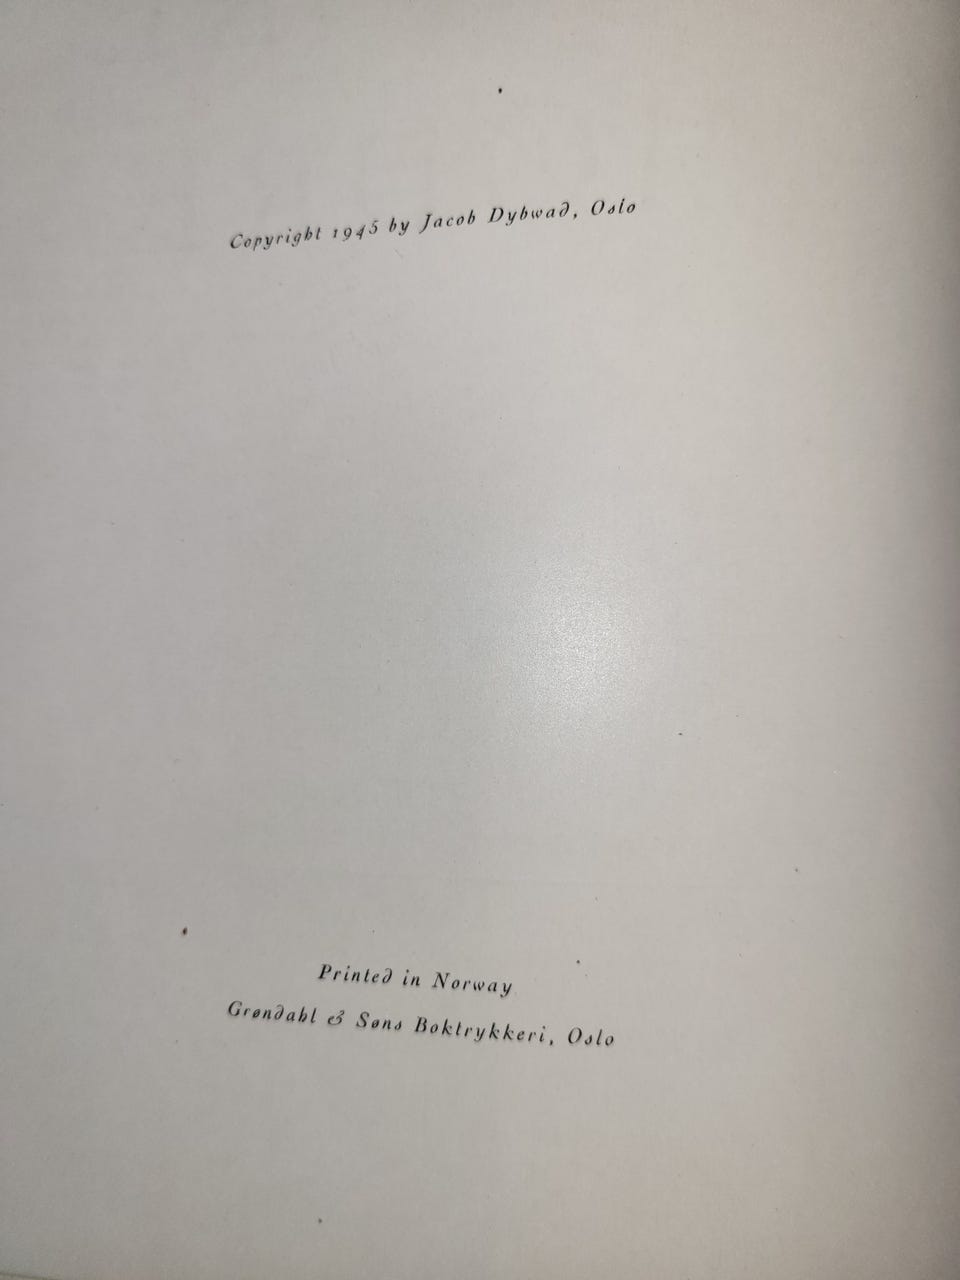 Copyright 1945 by Jacob Dybwad, Oslo
Printed in Norway
Grøndahl & Søns Boktrykkeri, Oslo